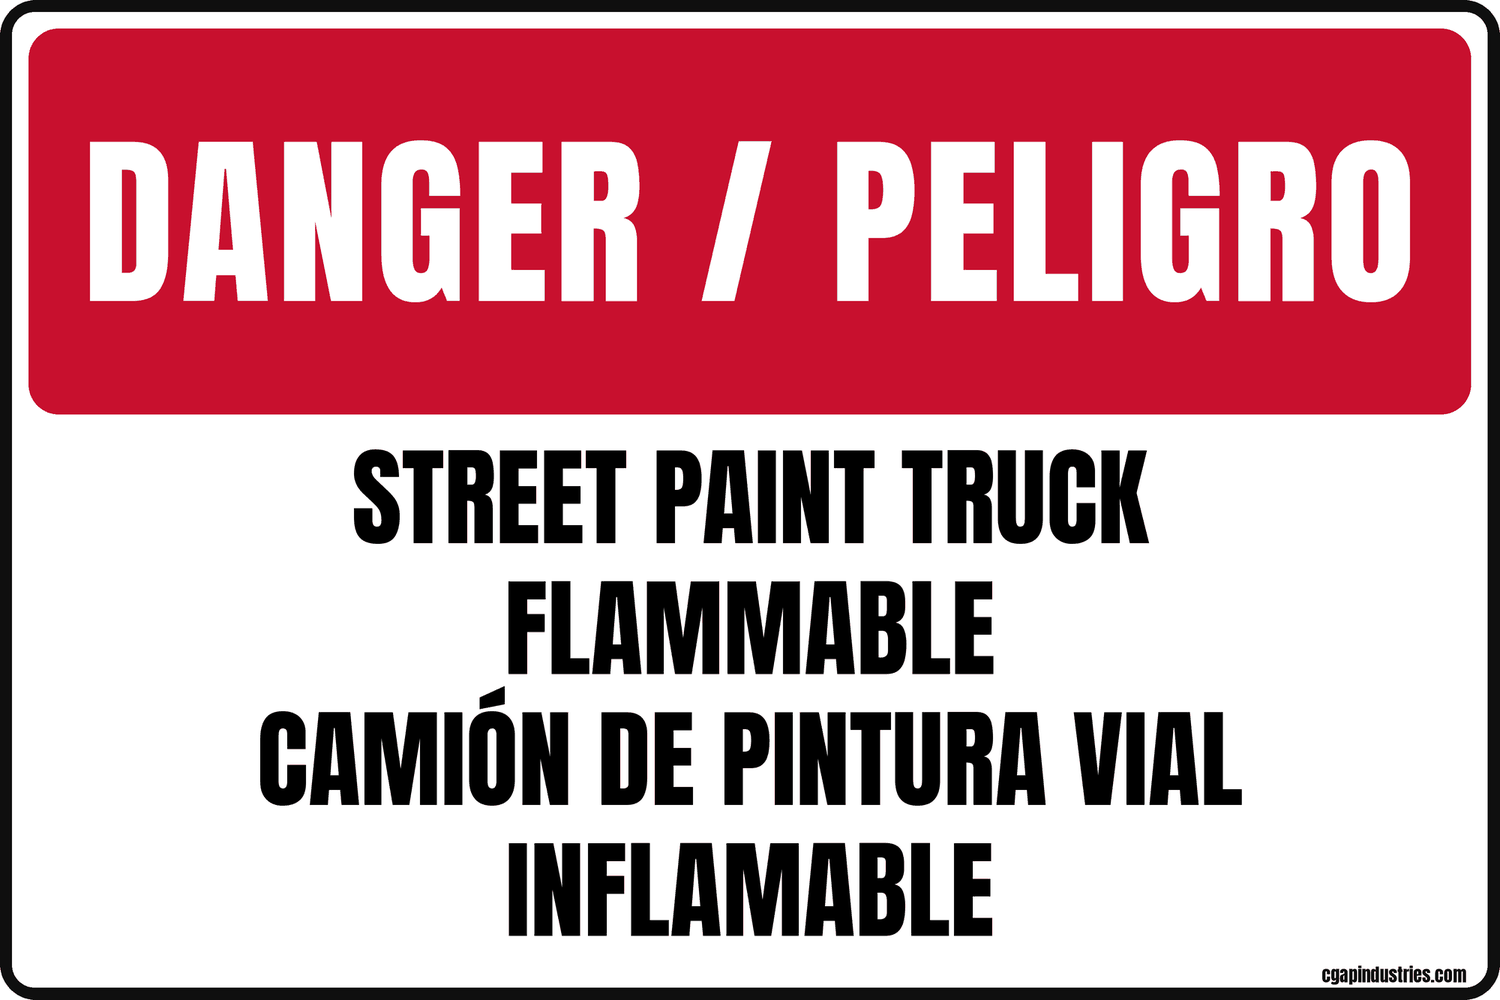 DANGER / PELIGRO
STREET PAINT TRUCK
FLAMMABLE
CAMIÓN DE PINTURA VIAL
INFLAMABLE
cgapindustries.com